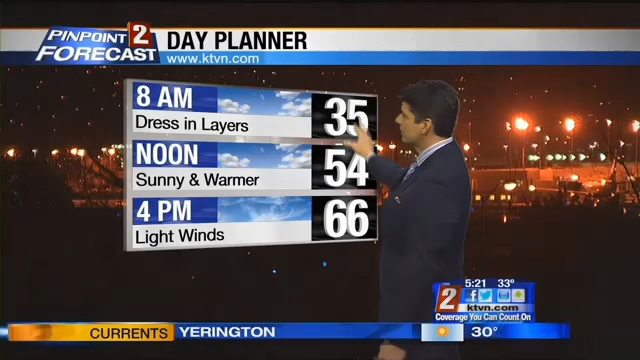 PINPOINT 2
FORECAST
DAY PLANNER
www.ktvn.com
8 AM
35
Dress in Layers
NOON
54
Sunny & Warmer
4 PM
66
Light Winds
5:21 33°
2
ktvn.com
Coverage You Can Count On
CURRENTS YERINGTON 30°